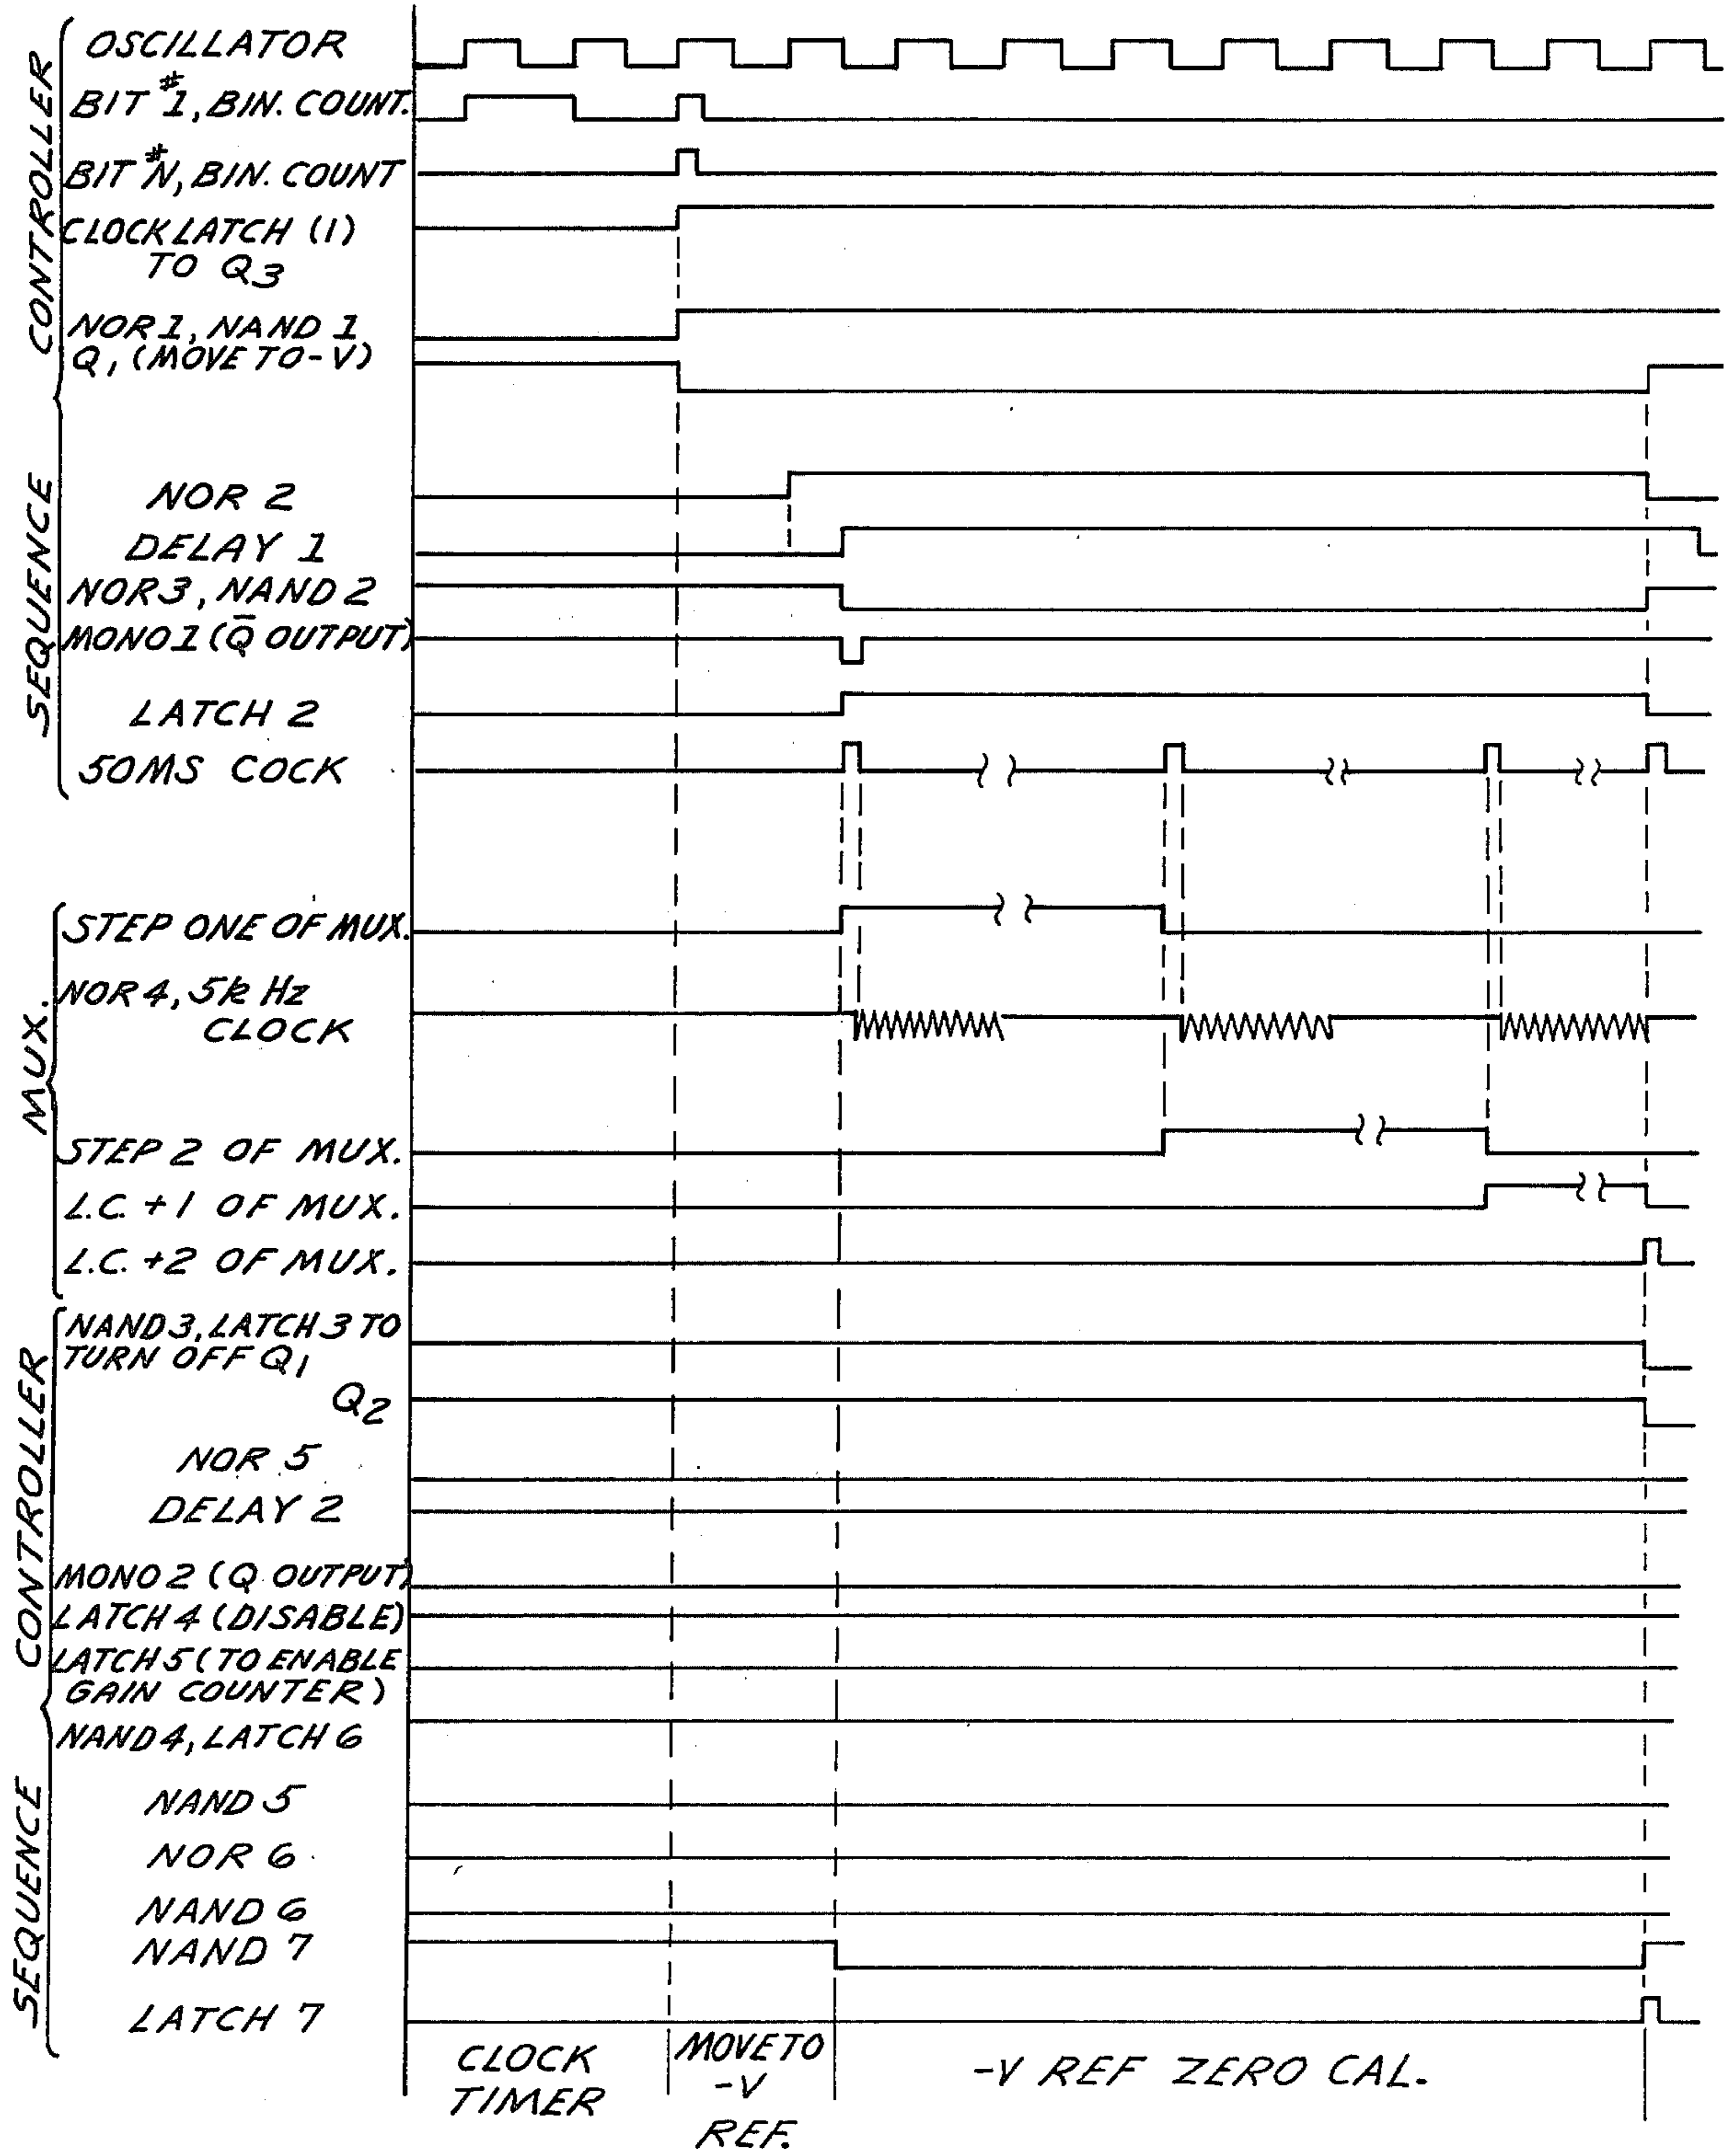 SEQUENCE CONTROLLER
OSCILLATOR
BIT #1, BIN. COUNT.
BIT #N, BIN. COUNT
CLOCK LATCH (1)
TO Q3
NOR 1, NAND 1
Q, (MOVE TO -V)
NOR 2
DELAY 1
NOR 3, NAND 2
MONO 1 (Q̅ OUTPUT)
LATCH 2
50MS COCK
MUX.
STEP ONE OF MUX.
NOR 4, 5k Hz
CLOCK
STEP 2 OF MUX.
L.C. +1 OF MUX.
L.C. +2 OF MUX.
SEQUENCE CONTROLLER
NAND 3, LATCH 3 TO
TURN OFF Q1
Q2
NOR 5
DELAY 2
MONO 2 (Q OUTPUT)
LATCH 4 (DISABLE)
LATCH 5 (TO ENABLE
GAIN COUNTER)
NAND 4, LATCH 6
NAND 5
NOR 6
NAND 6
NAND 7
LATCH 7
CLOCK
TIMER
MOVE TO
-V
REF.
-V REF ZERO CAL.